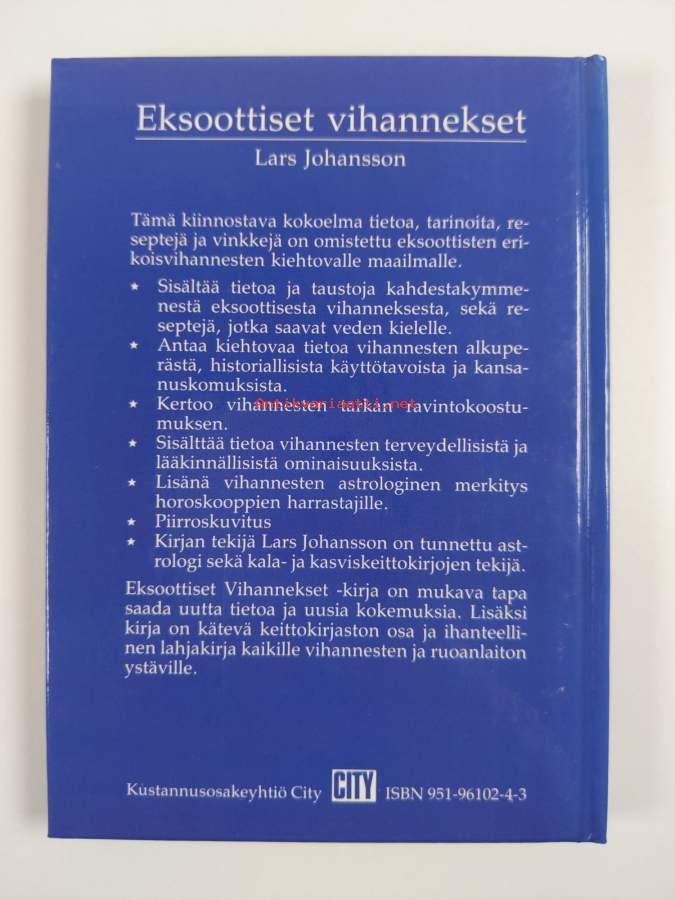 Eksoottiset vihannekset
Lars Johansson
Tämä kiinnostava kokoelma tietoa, tarinoita, re-
septejä ja vinkkejä on omistettu eksoottisten eri-
koisvihannesten kiehtovalle maailmalle.
★ Sisältää tietoa ja taustoja kahdestakymme-
nestä eksoottisesta vihanneksesta, sekä re-
septejä, jotka saavat veden kielelle.
★ Antaa kiehtovaa tietoa vihannesten alkupe-
rästä, historiallisista käyttötavoista ja kansa-
nuskomuksista.
Antikvariaatti.net
★ Kertoo vihannesten tarkan ravintokoostu-
muksen.
★ Sisälttää tietoa vihannesten terveydellisistä ja
lääkinnällisistä ominaisuuksista.
★ Lisänä vihannesten astrologinen merkitys
horoskooppien harrastajille.
★ Piirroskuvitus
★ Kirjan tekijä Lars Johansson on tunnettu ast-
rologi sekä kala- ja kasviskeittokirjojen tekijä.
Eksoottiset Vihannekset -kirja on mukava tapa
saada uutta tietoa ja uusia kokemuksia. Lisäksi
kirja on kätevä keittokirjaston osa ja ihanteelli-
nen lahjakirja kaikille vihannesten ja ruoanlaiton
ystäville.
Kustannusosakeyhtiö City CITY ISBN 951-96102-4-3